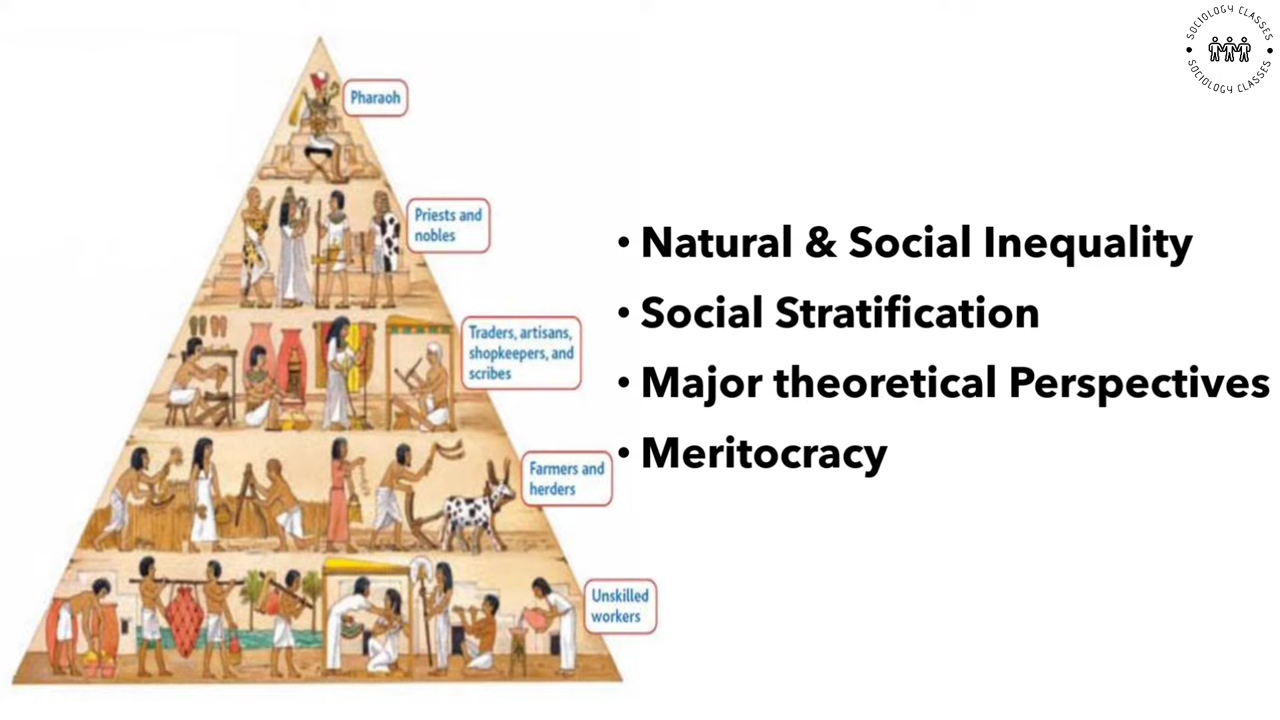 SOCIOLOGY CLASSES
SOCIOLOGY CLASSES
Pharaoh
Priests and
nobles
Traders, artisans,
shopkeepers, and
scribes
Farmers and
herders
Unskilled
workers
• Natural & Social Inequality
• Social Stratification
• Major theoretical Perspectives
• Meritocracy